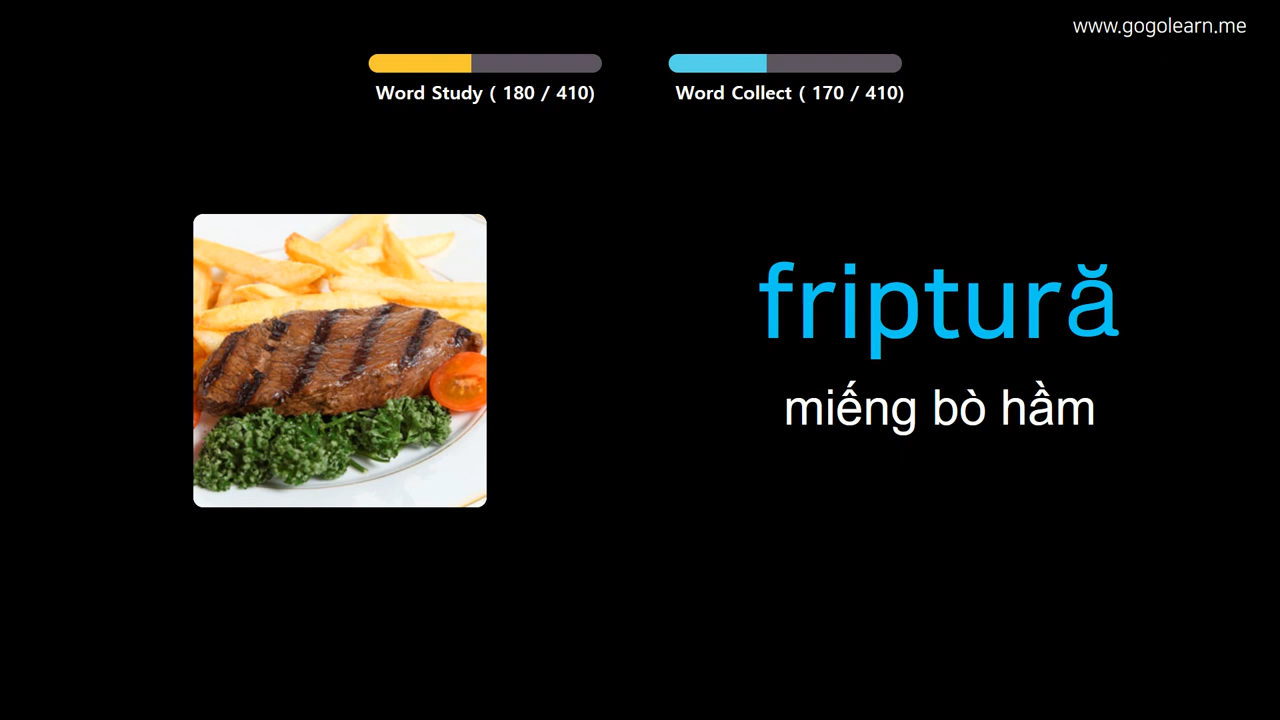 www.gogolearn.me
Word Study ( 180 / 410)
Word Collect ( 170 / 410)
friptură
miếng bò hầm